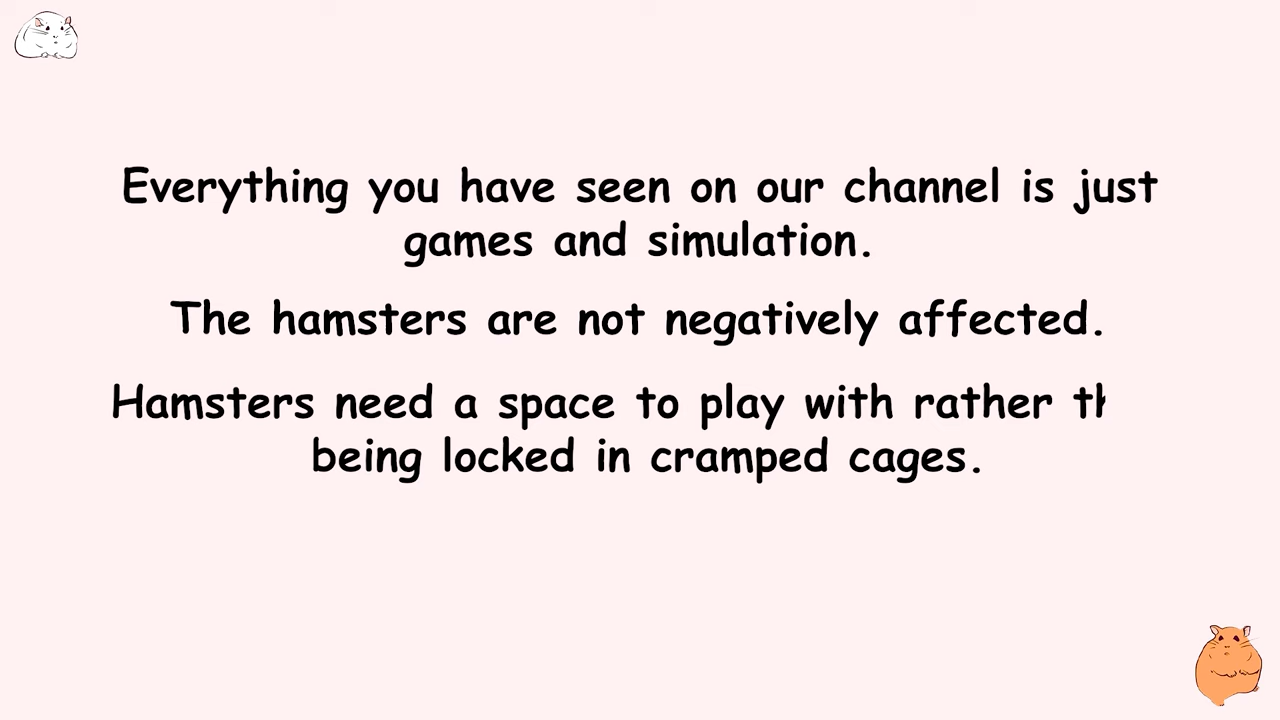 Everything you have seen on our channel is just
games and simulation.
The hamsters are not negatively affected.
Hamsters need a space to play with rather
being locked in cramped cages.